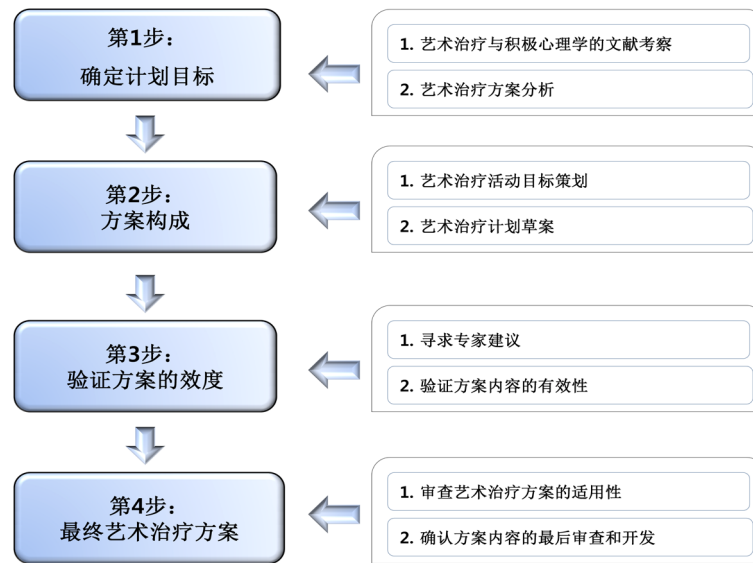 第1步：
确定计划目标
1. 艺术治疗与积极心理学的文献考察
2. 艺术治疗方案分析
第2步：
方案构成
1. 艺术治疗活动目标策划
2. 艺术治疗计划草案
第3步：
验证方案的效度
1. 寻求专家建议
2. 验证方案内容的有效性
第4步：
最终艺术治疗方案
1. 审查艺术治疗方案的适用性
2. 确认方案内容的最后审查和开发